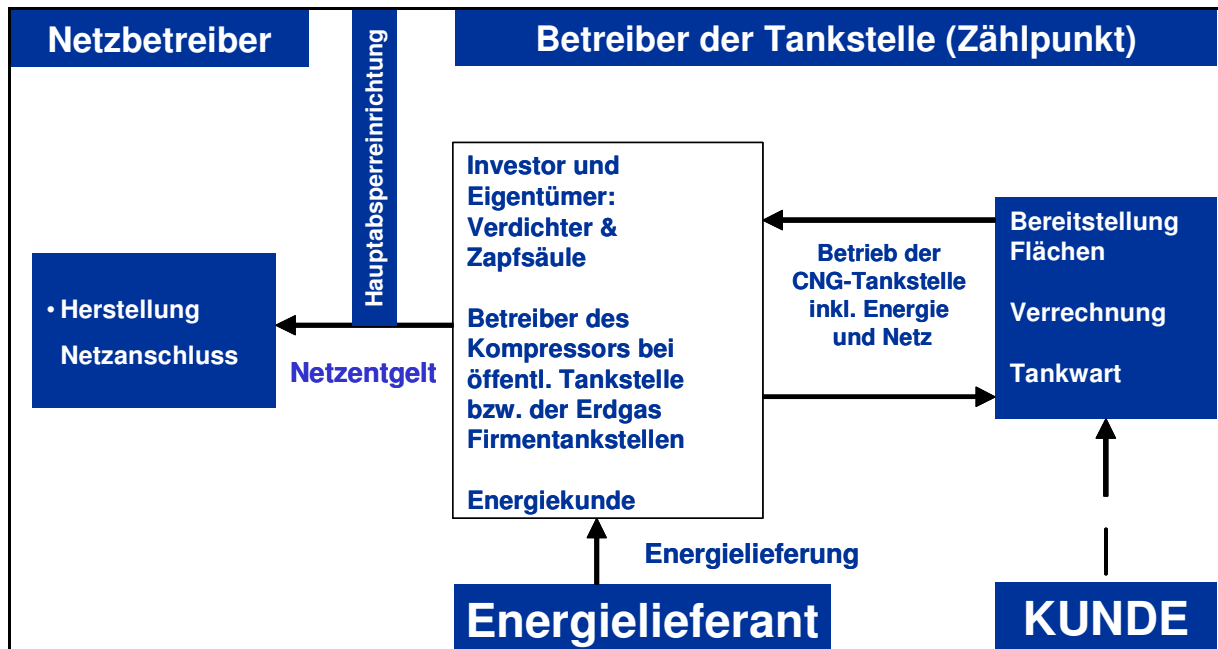 Netzbetreiber
Hauptabsperreinrichtung
Betreiber der Tankstelle (Zählpunkt)
• Herstellung
Netzanschluss
Netzentgelt
Investor und
Eigentümer:
Verdichter &
Zapfsäule
Betreiber des
Kompressors bei
öffentl. Tankstelle
bzw. der Erdgas
Firmentankstellen
Energiekunde
Betrieb der
CNG-Tankstelle
inkl. Energie
und Netz
Bereitstellung
Flächen
Verrechnung
Tankwart
Energielieferung
Energielieferant
KUNDE